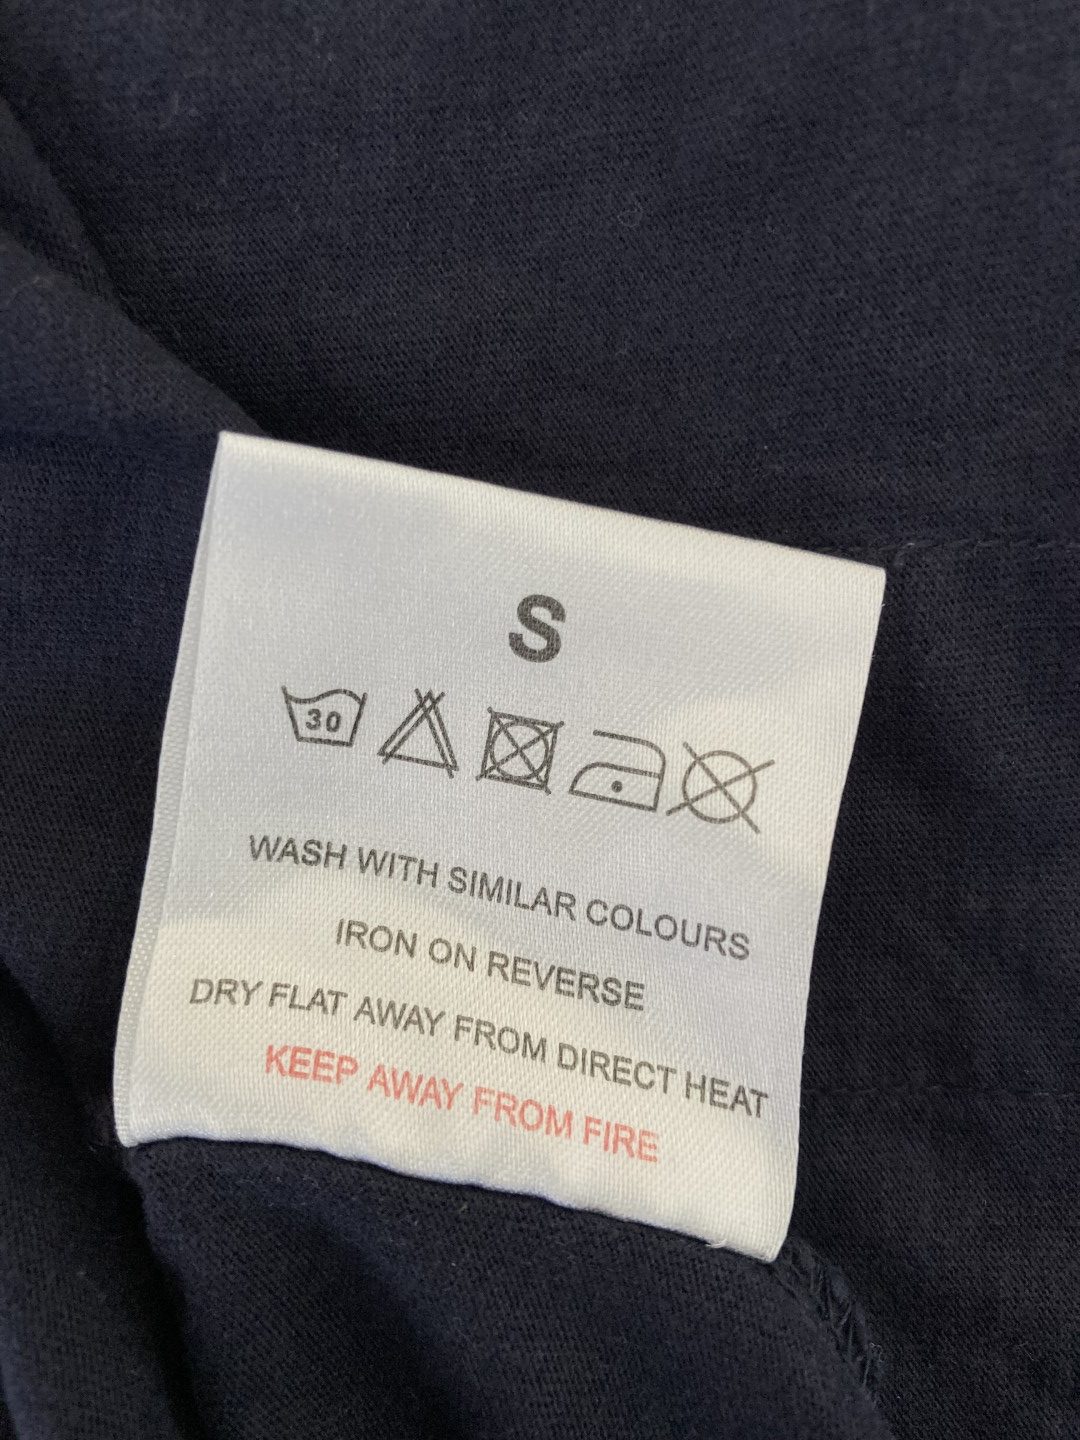 S
30
WASH WITH SIMILAR COLOURS
IRON ON REVERSE
DRY FLAT AWAY FROM DIRECT HEAT
KEEP AWAY FROM FIRE